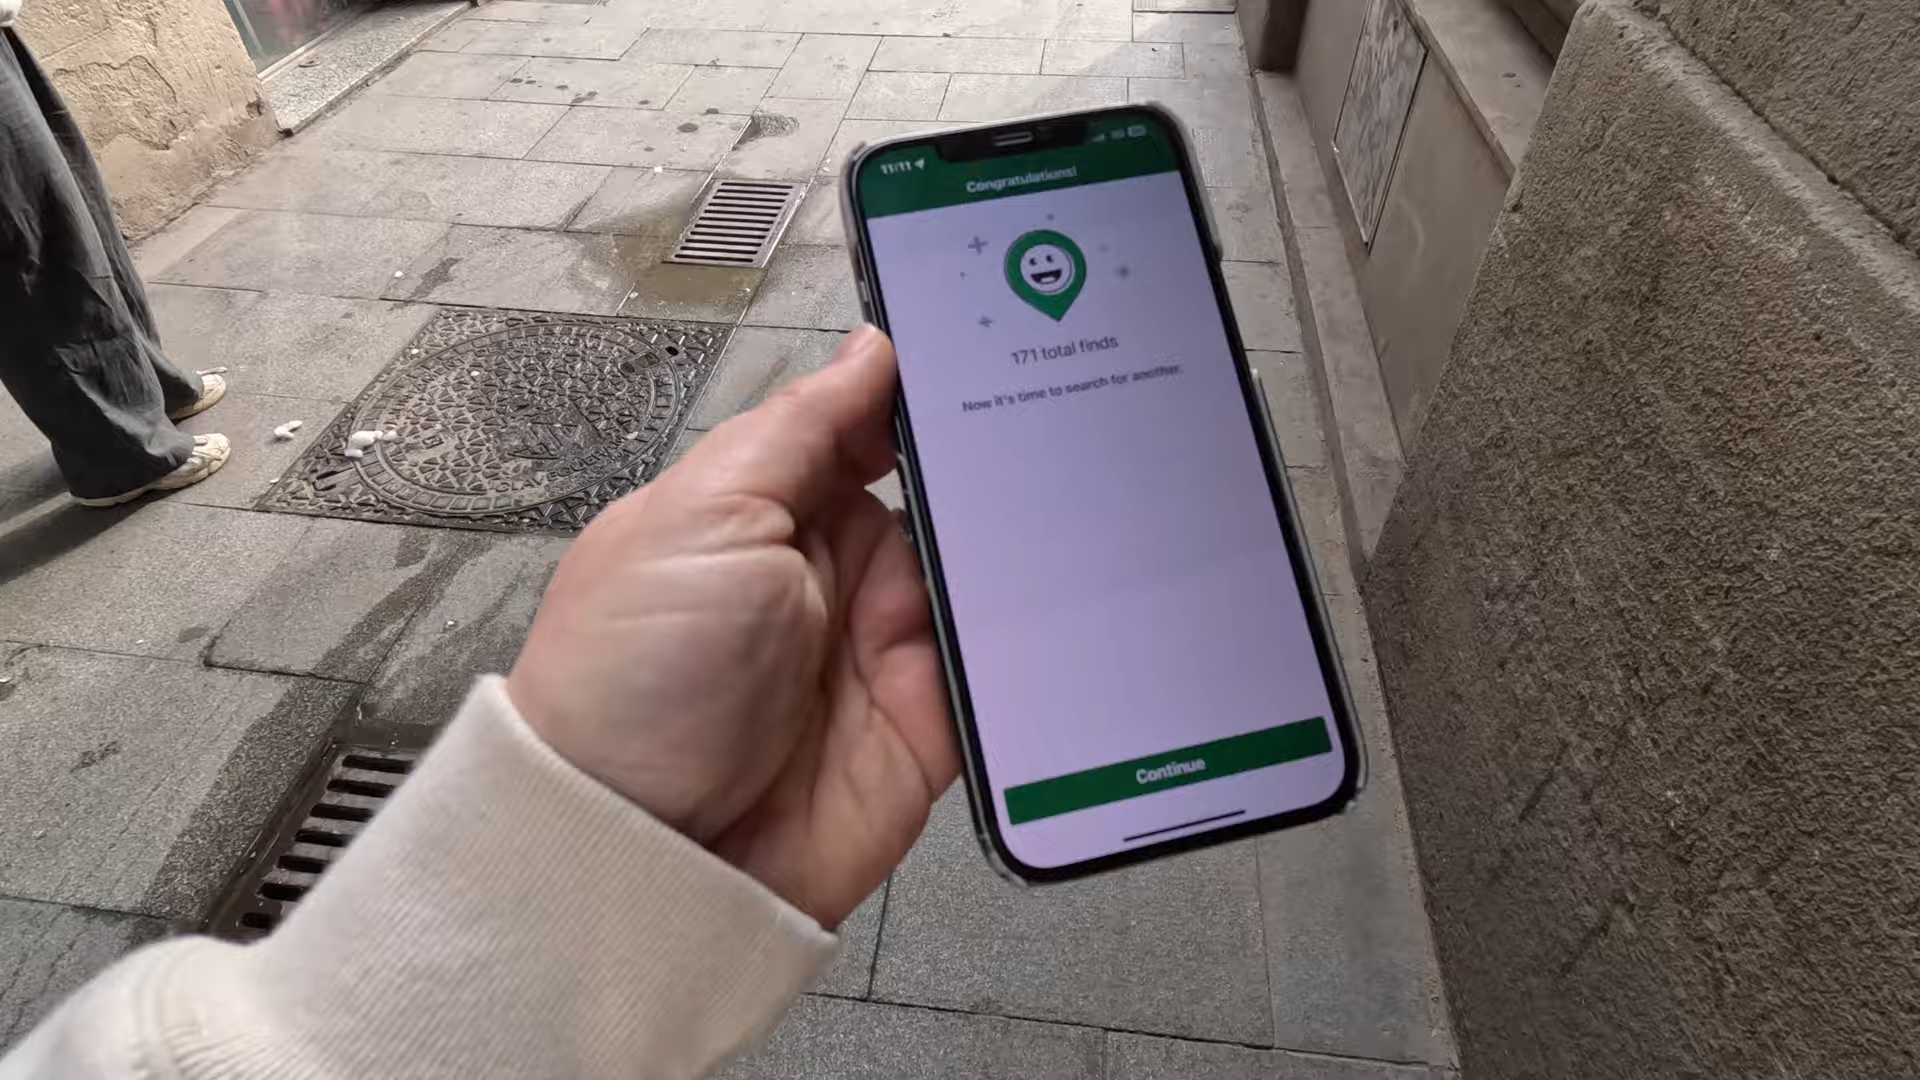 11:11
Congratulations!
171 total finds
Now it's time to search for another.
Continue